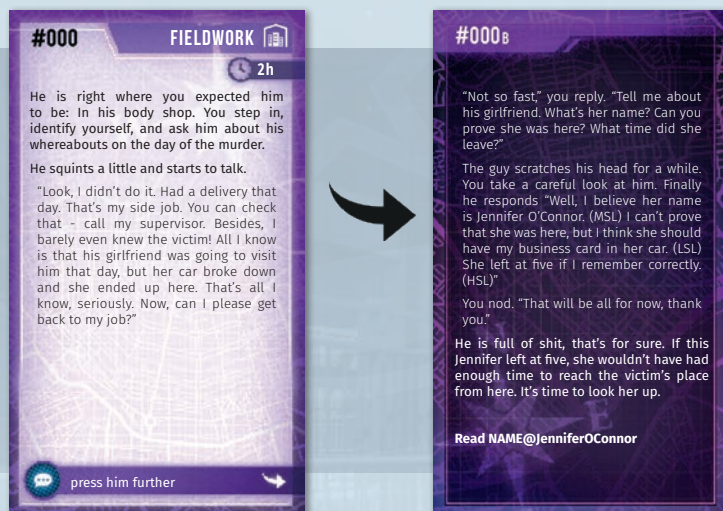 #000
FIELDWORK
2h
He is right where you expected him
to be: In his body shop. You step in,
identify yourself, and ask him about his
whereabouts on the day of the murder.
He squints a little and starts to talk.
“Look, I didn’t do it. Had a delivery that
day. That’s my side job. You can check
that - call my supervisor. Besides, I
barely even knew the victim! All I know
is that his girlfriend was going to visit
him that day, but her car broke down
and she ended up here. That’s all I
know, seriously. Now, can I please get
back to my job?”
press him further
#000B
“Not so fast,” you reply. “Tell me about
his girlfriend. What’s her name? Can you
prove she was here? What time did she
leave?”
The guy scratches his head for a while.
You take a careful look at him. Finally
he responds “Well, I believe her name
is Jennifer O’Connor. (MSL) I can’t prove
that she was here, but I think she should
have my business card in her car. (LSL)
She left at five if I remember correctly.
(HSL)”
You nod. “That will be all for now, thank
you.”
He is full of shit, that’s for sure. If this
Jennifer left at five, she wouldn’t have had
enough time to reach the victim’s place
from here. It’s time to look her up.
Read NAME@JenniferOConnor